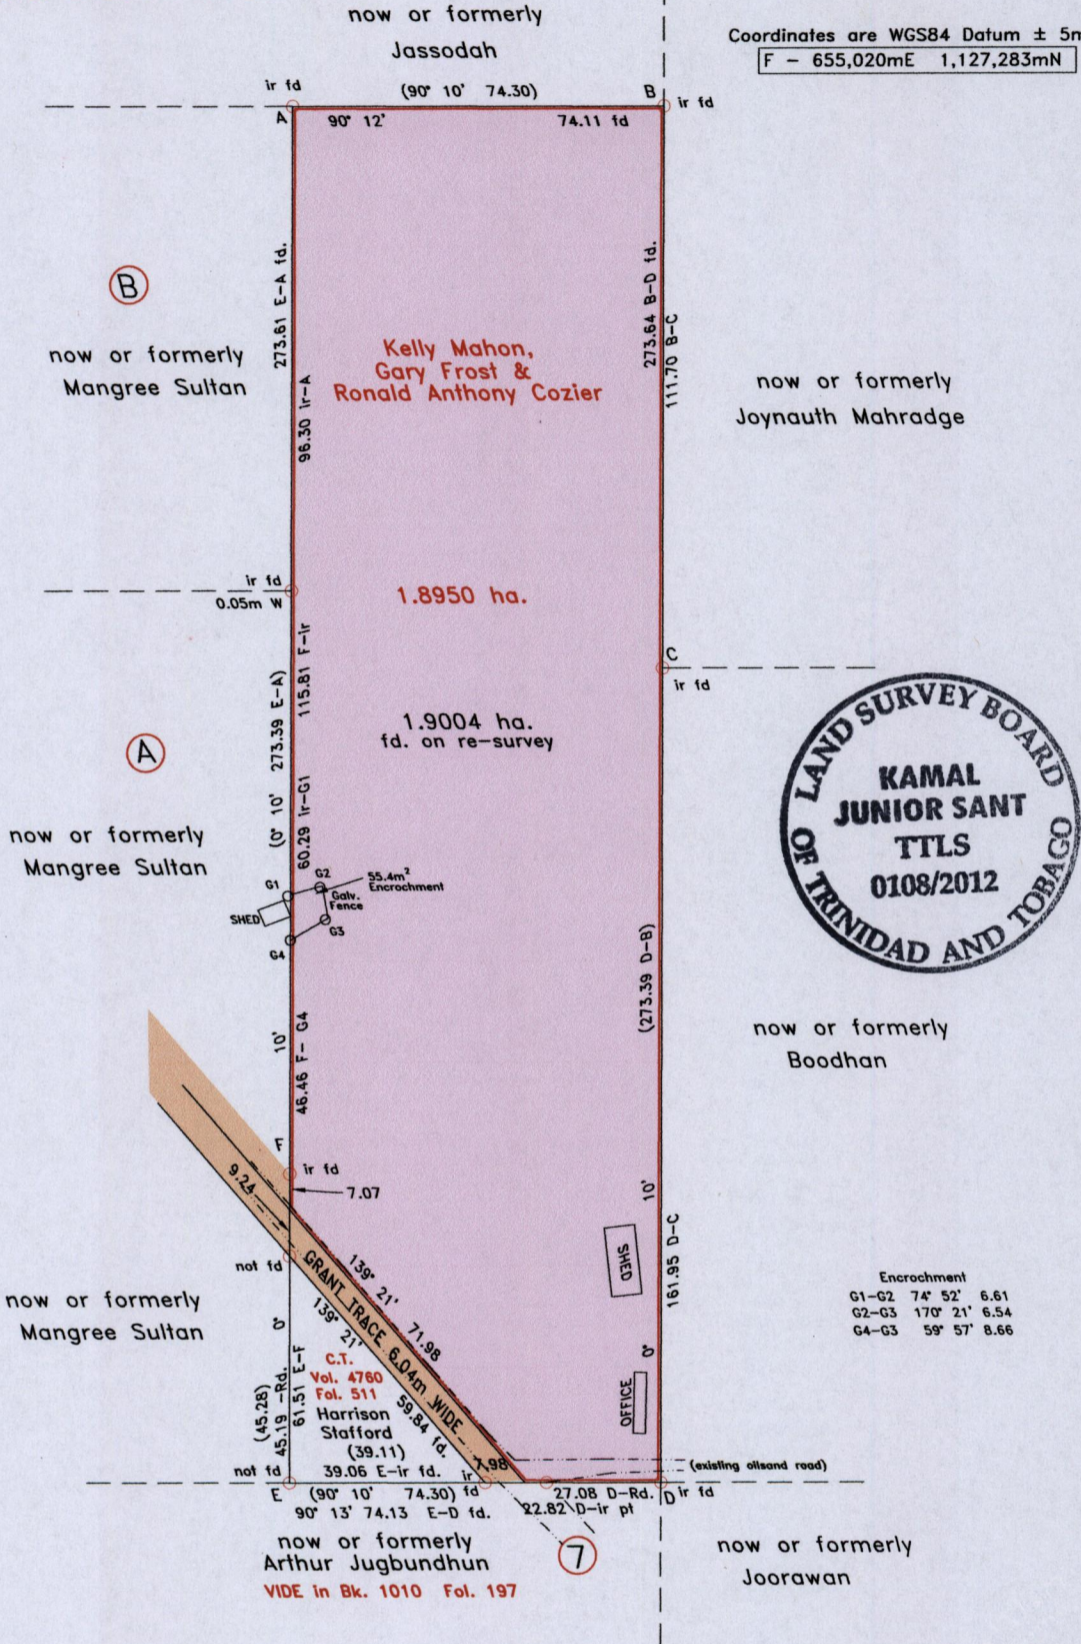 now or formerly
Jassodah
Coordinates are WGS84 Datum ± 5m
F - 655,020mE 1,127,283mN
ir fd
(90° 10' 74.30)
B
ir fd
A
90° 12' 74.11 fd
273.61 E-A fd.
96.30 ir-A
273.64 B-D fd.
111.70 B-C
B
now or formerly
Mangree Sultan
Kelly Mahon,
Gary Frost &
Ronald Anthony Cozier
now or formerly
Joynauth Mahradge
ir fd
0.05m W
1.8950 ha.
C
ir fd
1.9004 ha.
fd. on re-survey
(0° 10' 273.39 E-A)
115.81 F-ir
60.29 ir-G1
A
now or formerly
Mangree Sultan
LAND SURVEY BOARD
OF TRINIDAD AND TOBAGO
KAMAL
JUNIOR SANT
TTLS
0108/2012
G1
G2
55.4m²
Encrochment
Galv.
Fence
SHED
G3
G4
(273.39 D-B)
now or formerly
Boodhan
10'
46.46 F- G4
F
ir fd
7.07
9.24
10'
161.95 D-C
SHED
not fd
GRANT TRACE 6.04m WIDE
139° 21'
71.98
139° 21'
59.84 fd.
now or formerly
Mangree Sultan
Encrochment
G1-G2 74° 52' 6.61
G2-G3 170° 21' 6.54
G4-G3 59° 57' 8.66
0°
0°
C.T.
Vol. 4760
Fol. 511
Harrison
Stafford
(39.11)
(45.28)
45.19 -Rd.
61.51 E-F
OFFICE
7.98
(existing oilsand road)
not fd
39.06 E-ir fd.
ir
fd
E
(90° 10' 74.30)
27.08 D-Rd.
D
ir fd
90° 13' 74.13 E-D fd.
22.82 D-ir pt
now or formerly
Arthur Jugbundhun
VIDE in Bk. 1010 Fol. 197
7
now or formerly
Joorawan